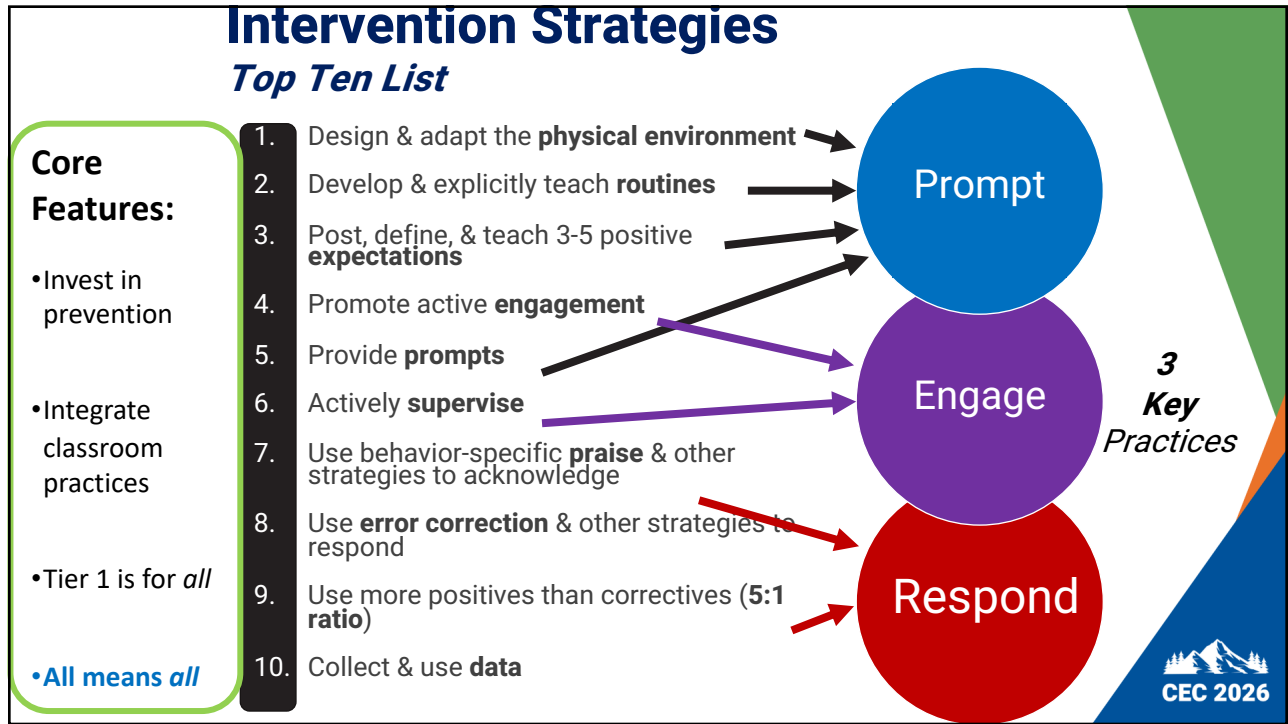 Intervention Strategies
Top Ten List
Core
Features:
•Invest in
prevention
•Integrate
classroom
practices
•Tier 1 is for all
•All means all
1. Design & adapt the physical environment
2. Develop & explicitly teach routines
3. Post, define, & teach 3-5 positive
expectations
4. Promote active engagement
5. Provide prompts
6. Actively supervise
7. Use behavior-specific praise & other
strategies to acknowledge
8. Use error correction & other strategies to
respond
9. Use more positives than correctives (5:1
ratio)
10. Collect & use data
Prompt
Engage
Respond
3
Key
Practices
CEC 2026